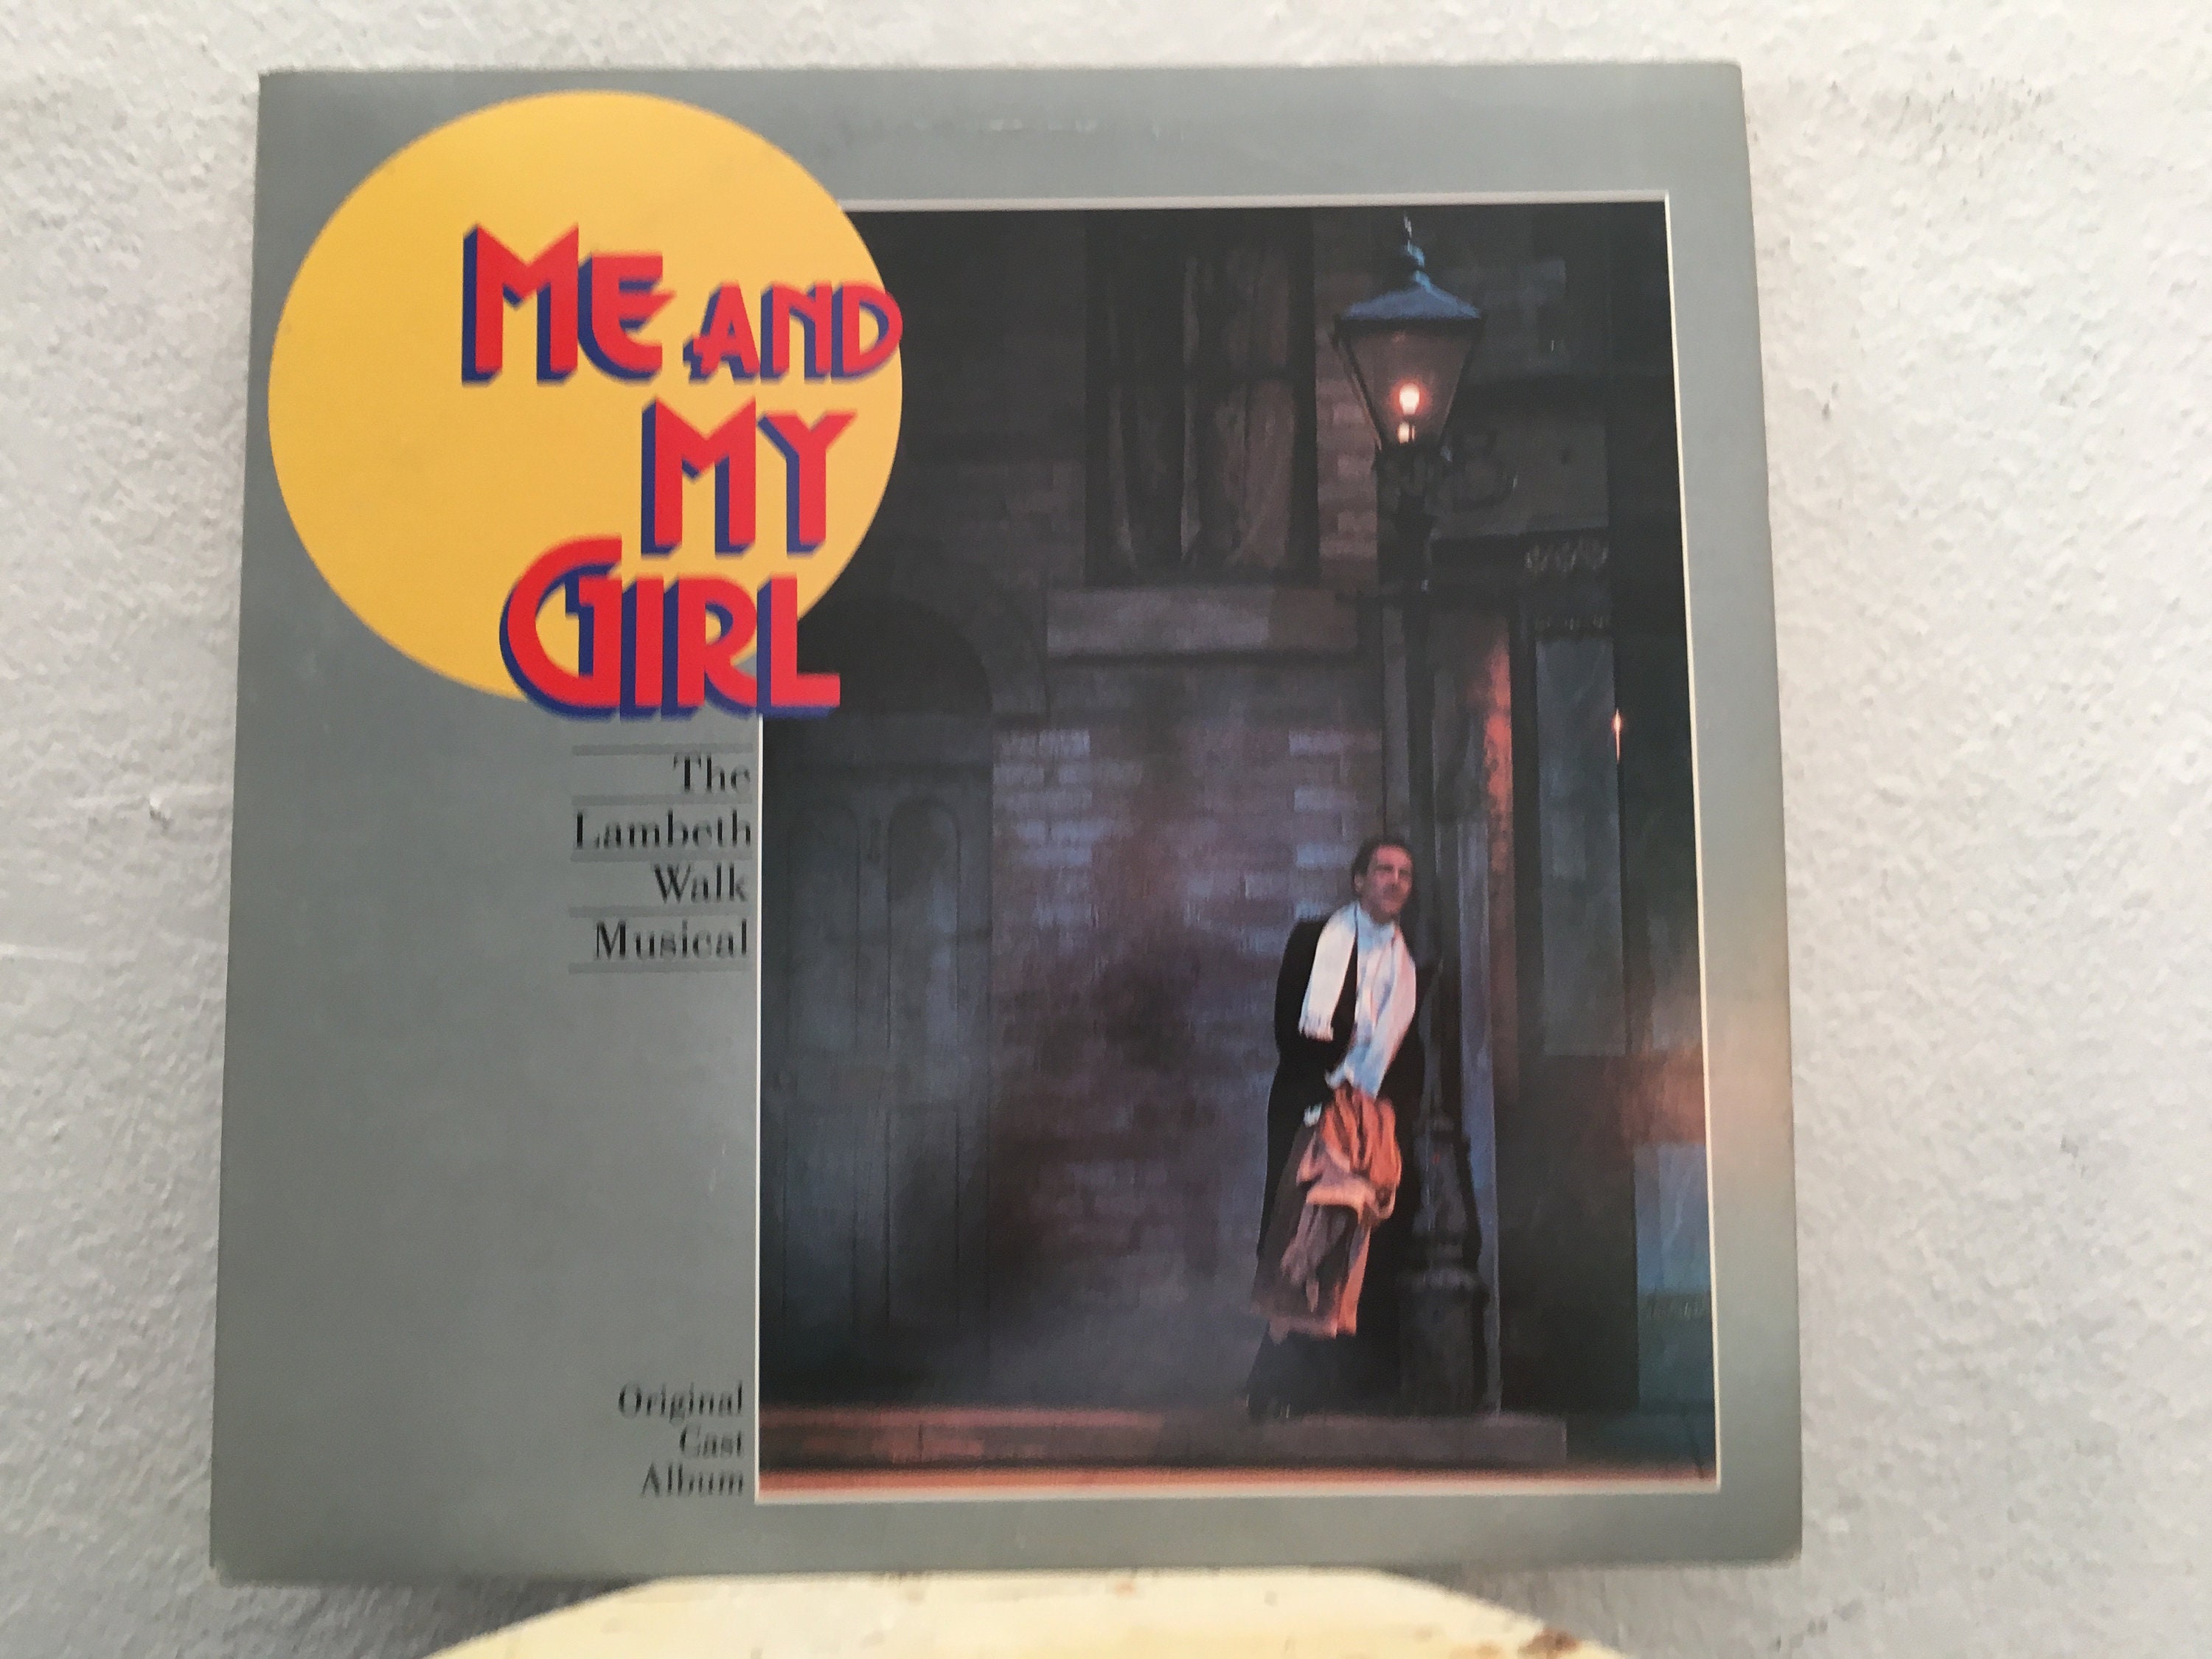 ME AND
MY
GIRL
The
Lambeth
Walk
Musical
Original
Cast
Album